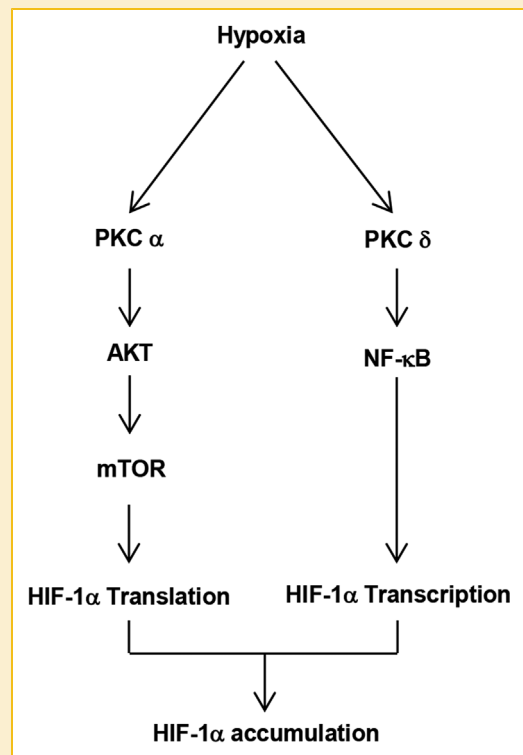 Hypoxia
PKC α
PKC δ
AKT
NF-κB
mTOR
HIF-1α Translation
HIF-1α Transcription
HIF-1α accumulation